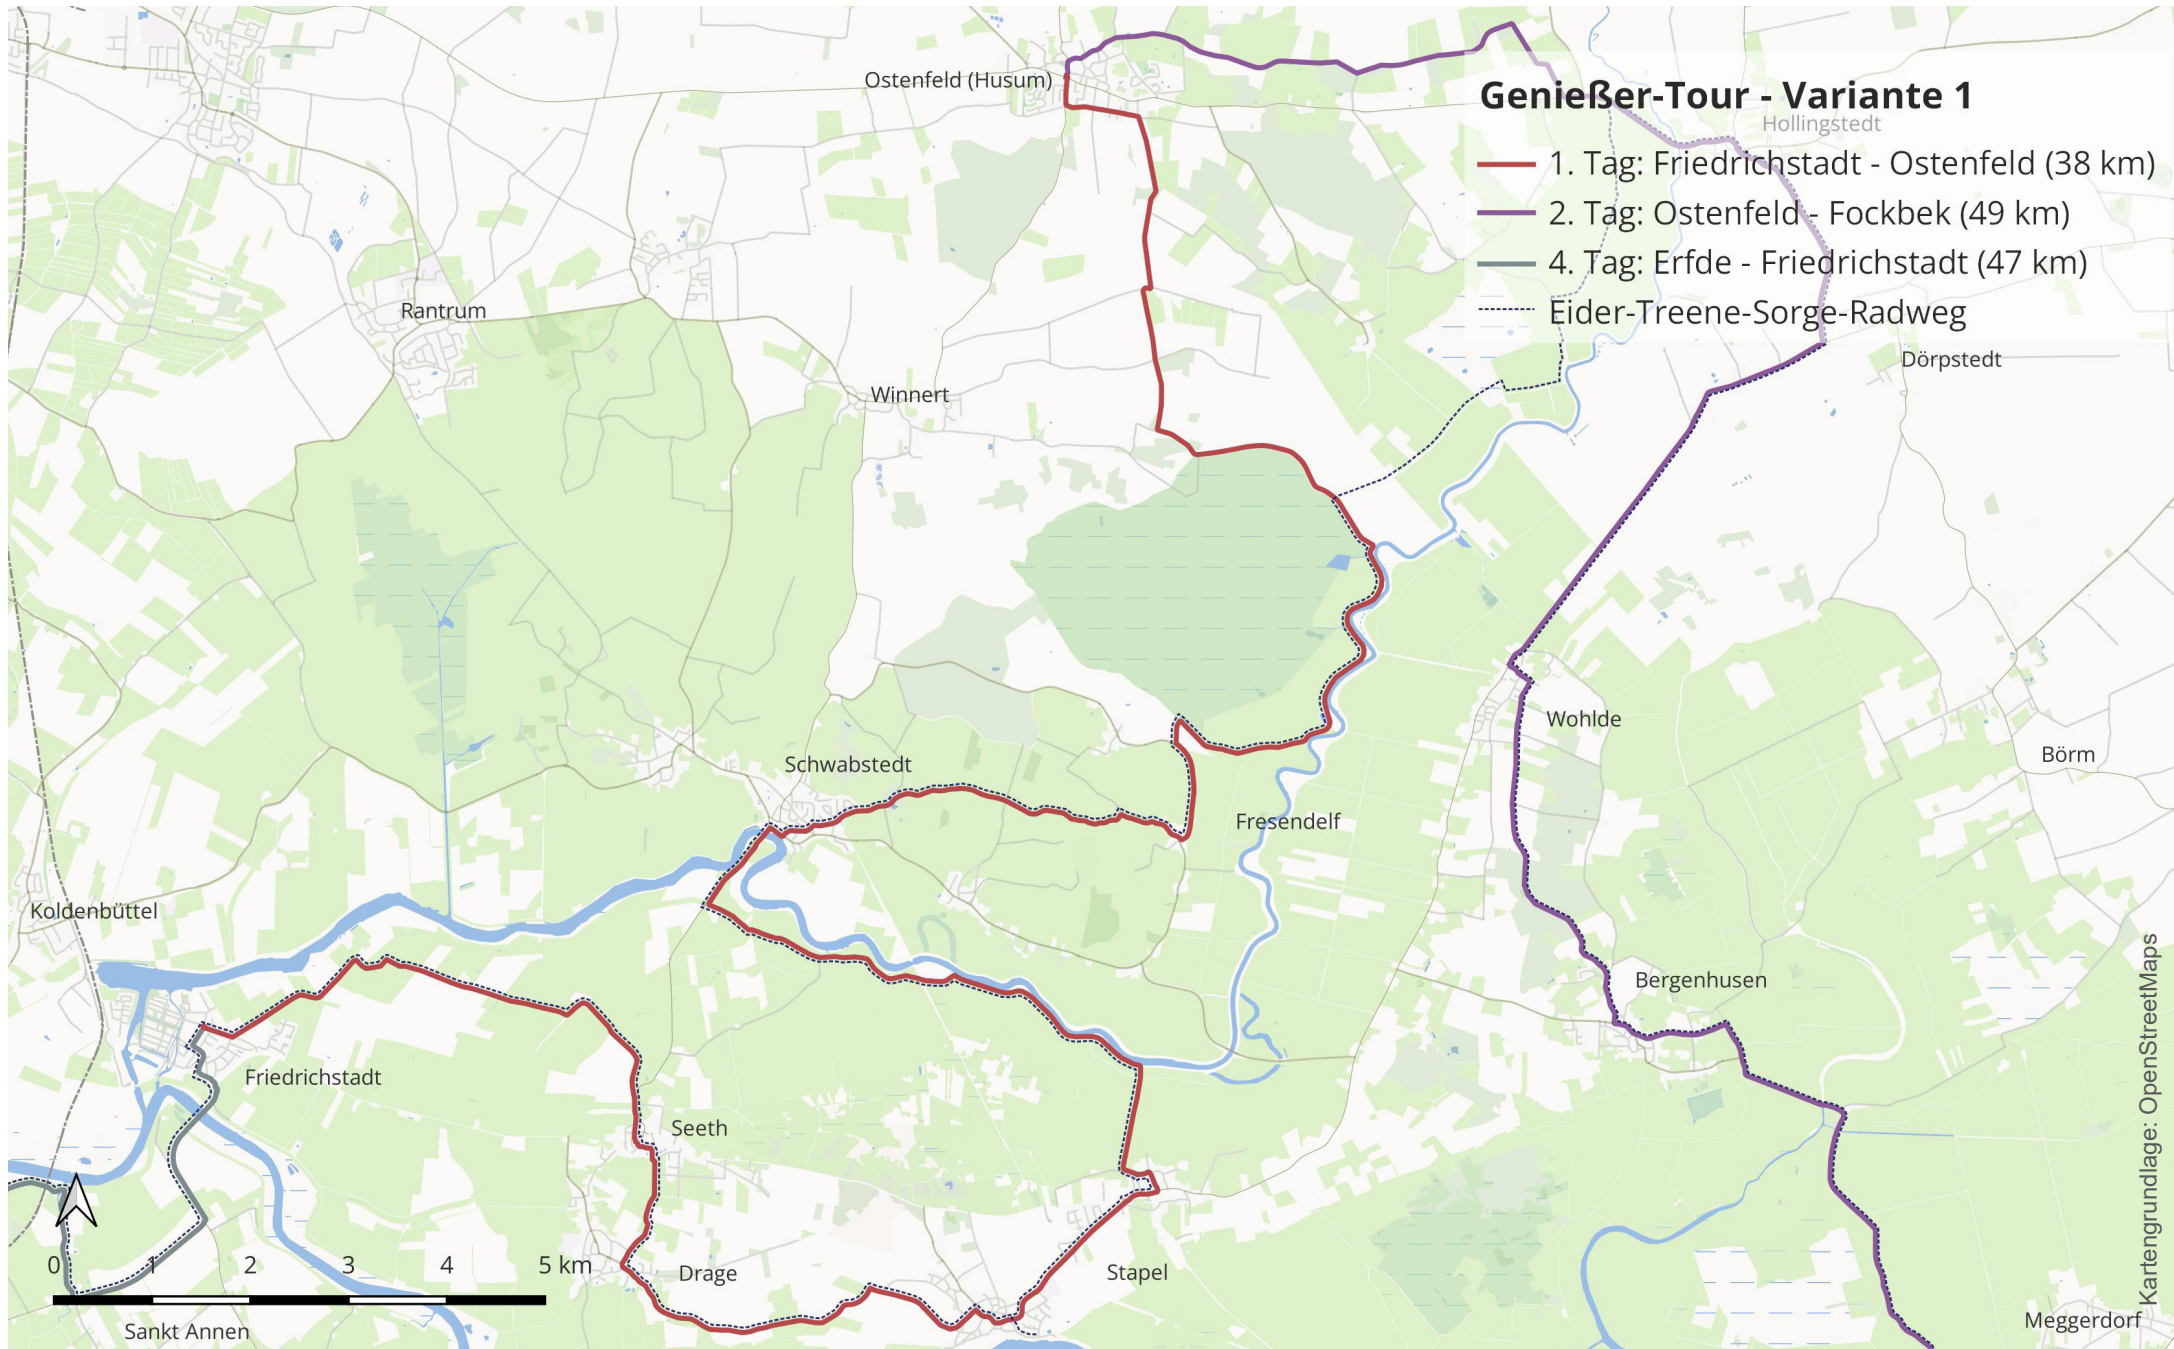 Ostenfeld (Husum)
Genießer-Tour - Variante 1
Hollingstedt
1. Tag: Friedrichstadt - Ostenfeld (38 km)
2. Tag: Ostenfeld - Fockbek (49 km)
4. Tag: Erfde - Friedrichstadt (47 km)
Eider-Treene-Sorge-Radweg
Rantrum
Dörpstedt
Winnert
Wohlde
Börm
Schwabstedt
Fresendelf
Koldenbüttel
Bergenhusen
Friedrichstadt
Seeth
Drage
Stapel
0 1 2 3 4 5 km
Sankt Annen
Meggerdorf
Kartengrundlage: OpenStreetMaps